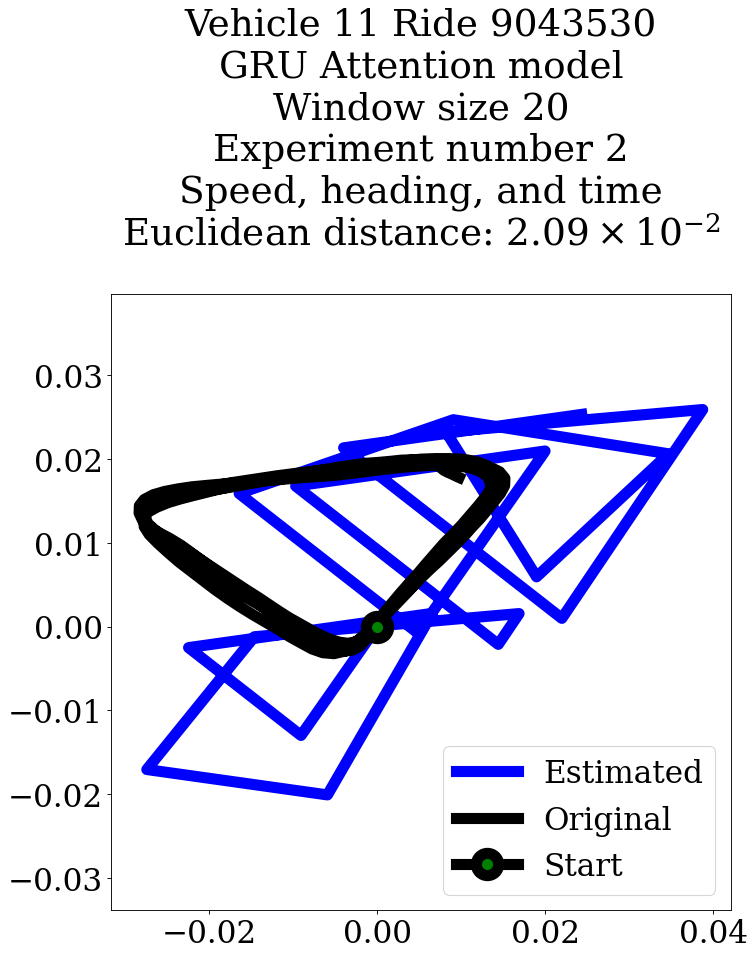 Vehicle 11 Ride 9043530
GRU Attention model
Window size 20
Experiment number 2
Speed, heading, and time
Euclidean distance: 2.09 × 10⁻²
0.03
0.02
0.01
0.00
−0.01
−0.02
−0.03
Estimated
Original
Start
−0.02 0.00 0.02 0.04